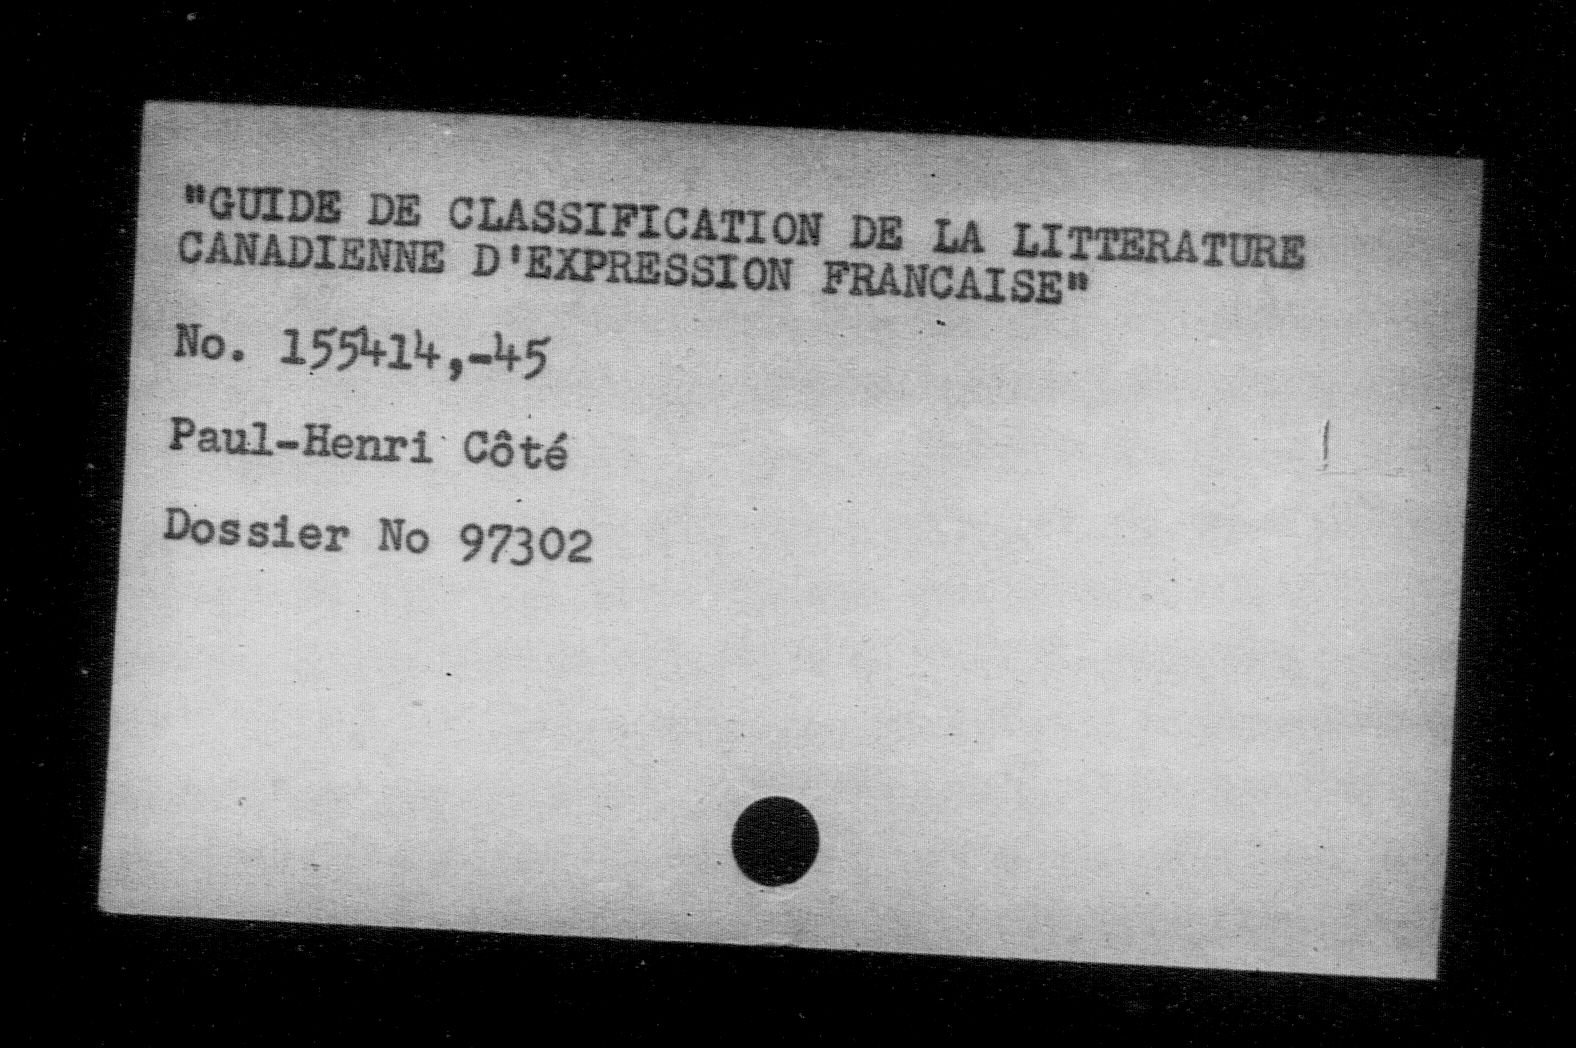 "GUIDE DE CLASSIFICATION DE LA LITTERATURE
CANADIENNE D'EXPRESSION FRANCAISE"
No. 155414,-45
Paul-Henri Côté
Dossier No 97302